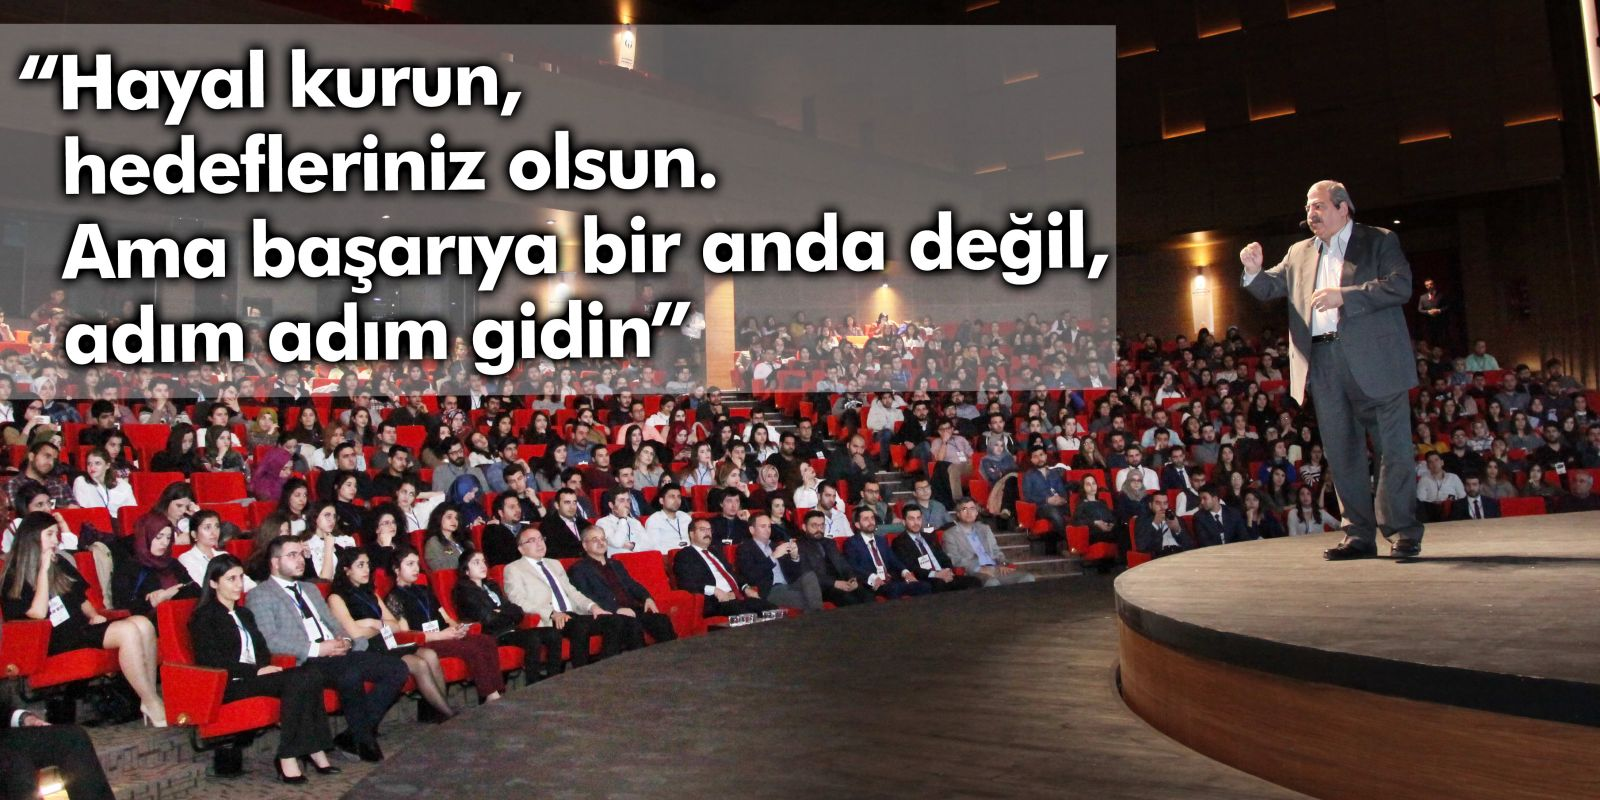 “Hayal kurun,
hedefleriniz olsun.
Ama başarıya bir anda değil,
adım adım gidin”